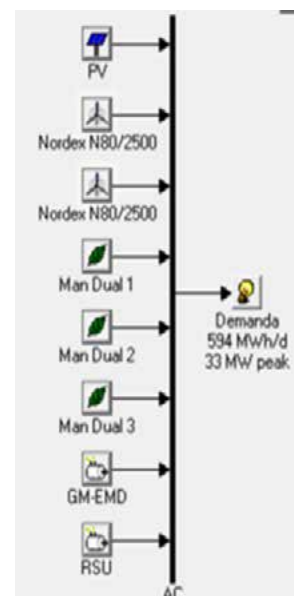 PV
Nordex N80/2500
Nordex N80/2500
Man Dual 1
Man Dual 2
Man Dual 3
GM-EMD
RSU
Demanda
594 MWh/d
33 MW peak
AC